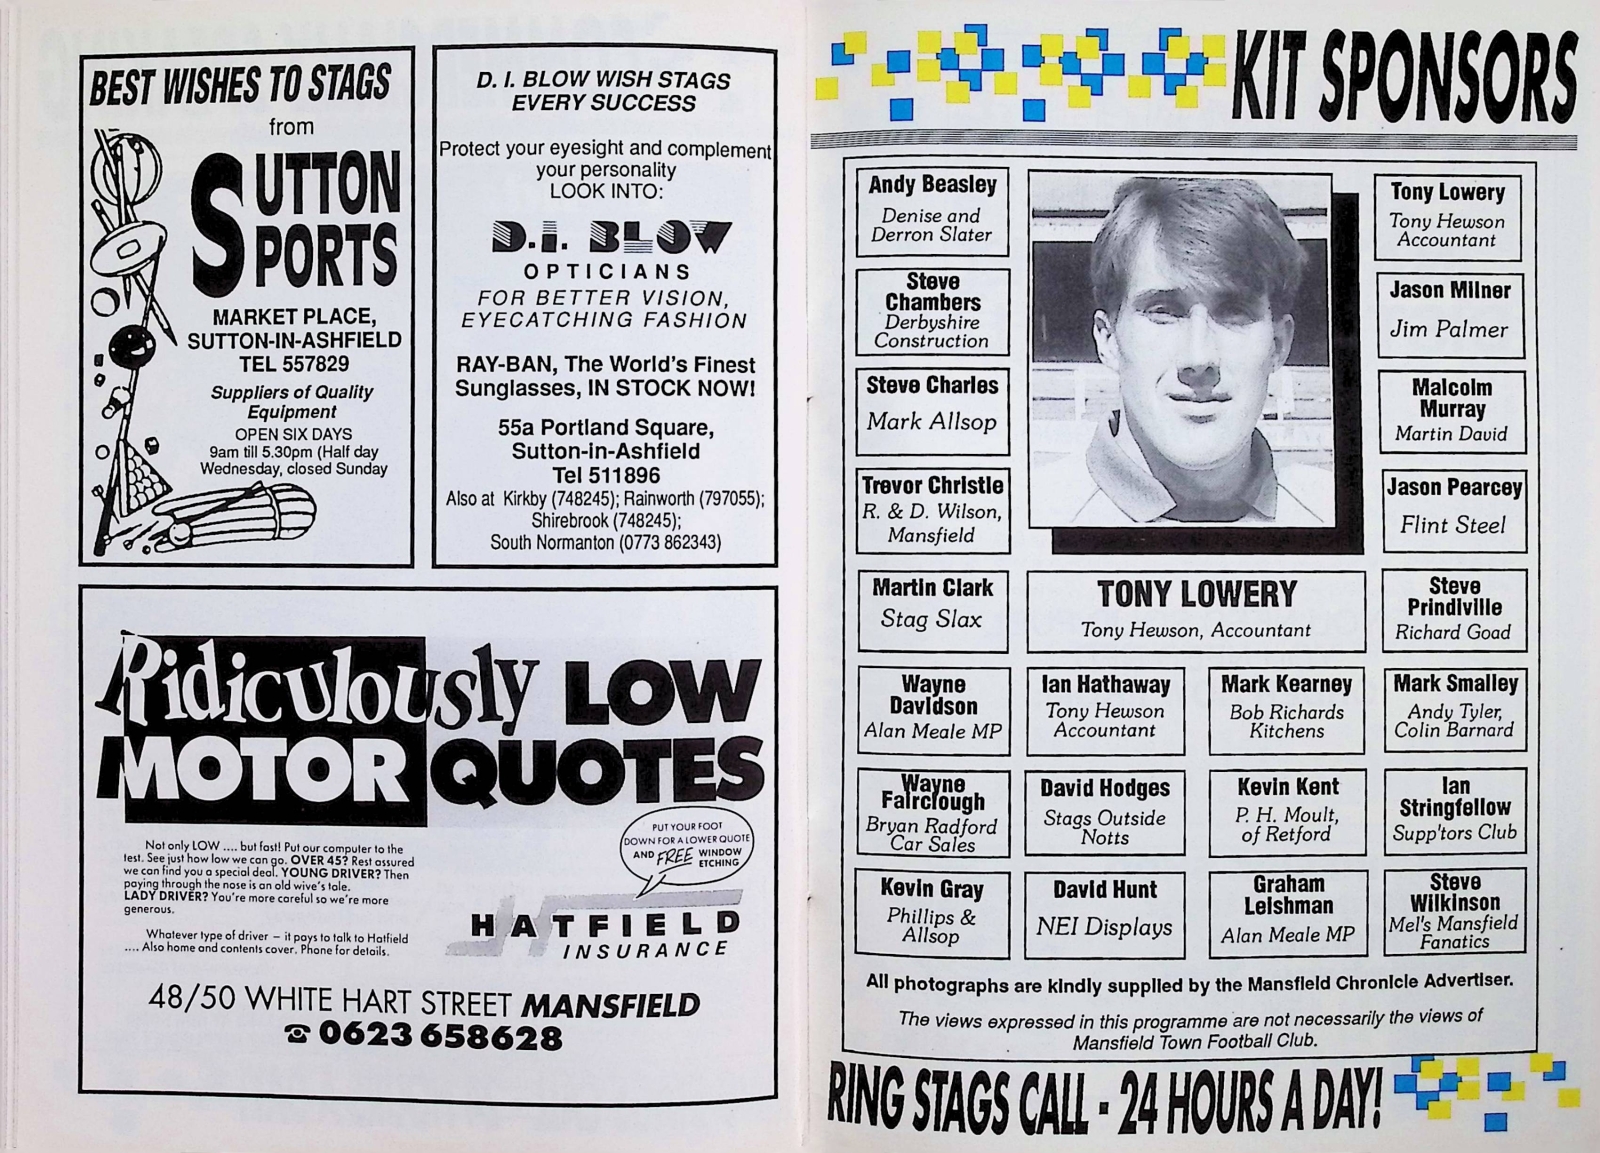 BEST WISHES TO STAGS
from
SUTTON
SPORTS
MARKET PLACE,
SUTTON-IN-ASHFIELD
TEL 557829
Suppliers of Quality
Equipment
OPEN SIX DAYS
9am till 5.30pm (Half day
Wednesday, closed Sunday
D. I. BLOW WISH STAGS
EVERY SUCCESS
Protect your eyesight and complement
your personality
LOOK INTO:
D.I. BLOW
OPTICIANS
FOR BETTER VISION,
EYECATCHING FASHION
RAY-BAN, The World's Finest
Sunglasses, IN STOCK NOW!
55a Portland Square,
Sutton-in-Ashfield
Tel 511896
Also at Kirkby (748245); Rainworth (797055);
Shirebrook (748245);
South Normanton (0773 862343)
Ridiculously LOW
MOTOR QUOTES
Not only LOW .... but fast! Put our computer to the
test. See just how low we can go. OVER 45? Rest assured
we can find you a special deal. YOUNG DRIVER? Then
paying through the nose is an old wive's tale.
LADY DRIVER? You're more careful so we're more
generous.
Whatever type of driver – it pays to talk to Hatfield
.... Also home and contents cover. Phone for details.
PUT YOUR FOOT
DOWN FOR A LOWER QUOTE
AND FREE WINDOW
ETCHING
HATFIELD
INSURANCE
48/50 WHITE HART STREET MANSFIELD
☎ 0623 658628
KIT SPONSORS
Andy Beasley
Denise and
Derron Slater
Steve
Chambers
Derbyshire
Construction
Steve Charles
Mark Allsop
Trevor Christie
R. & D. Wilson,
Mansfield
Martin Clark
Stag Slax
Wayne
Davidson
Alan Meale MP
Wayne
Fairclough
Bryan Radford
Car Sales
Kevin Gray
Phillips &
Allsop
TONY LOWERY
Tony Hewson, Accountant
Ian Hathaway
Tony Hewson
Accountant
David Hodges
Stags Outside
Notts
David Hunt
NEI Displays
Mark Kearney
Bob Richards
Kitchens
Kevin Kent
P. H. Moult,
of Retford
Graham
Leishman
Alan Meale MP
Tony Lowery
Tony Hewson
Accountant
Jason Milner
Jim Palmer
Malcolm
Murray
Martin David
Jason Pearcey
Flint Steel
Steve
Prindiville
Richard Goad
Mark Smalley
Andy Tyler,
Colin Barnard
Ian
Stringfellow
Supp'tors Club
Steve
Wilkinson
Mel's Mansfield
Fanatics
All photographs are kindly supplied by the Mansfield Chronicle Advertiser.
The views expressed in this programme are not necessarily the views of
Mansfield Town Football Club.
RING STAGS CALL - 24 HOURS A DAY!